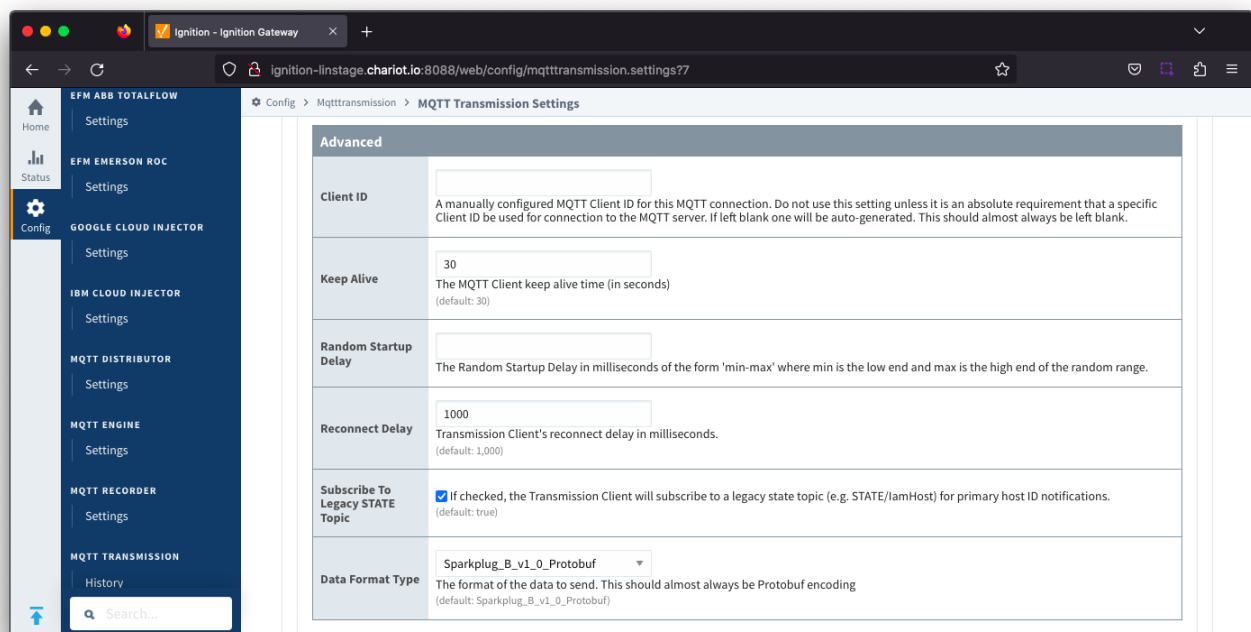 Ignition - Ignition Gateway
ignition-linstage.chariot.io:8088/web/config/mqtttransmission.settings?7
Home
Status
Config
EFM ABB TOTALFLOW
Settings
EFM EMERSON ROC
Settings
GOOGLE CLOUD INJECTOR
Settings
IBM CLOUD INJECTOR
Settings
MQTT DISTRIBUTOR
Settings
MQTT ENGINE
Settings
MQTT RECORDER
Settings
MQTT TRANSMISSION
History
Search...
Config > Mqtttransmission > MQTT Transmission Settings
Advanced
Client ID
A manually configured MQTT Client ID for this MQTT connection. Do not use this setting unless it is an absolute requirement that a specific
Client ID be used for connection to the MQTT server. If left blank one will be auto-generated. This should almost always be left blank.
Keep Alive
30
The MQTT Client keep alive time (in seconds)
(default: 30)
Random Startup
Delay
The Random Startup Delay in milliseconds of the form 'min-max' where min is the low end and max is the high end of the random range.
Reconnect Delay
1000
Transmission Client's reconnect delay in milliseconds.
(default: 1,000)
Subscribe To
Legacy STATE
Topic
If checked, the Transmission Client will subscribe to a legacy state topic (e.g. STATE/IamHost) for primary host ID notifications.
(default: true)
Data Format Type
Sparkplug_B_v1_0_Protobuf
The format of the data to send. This should almost always be Protobuf encoding
(default: Sparkplug_B_v1_0_Protobuf)